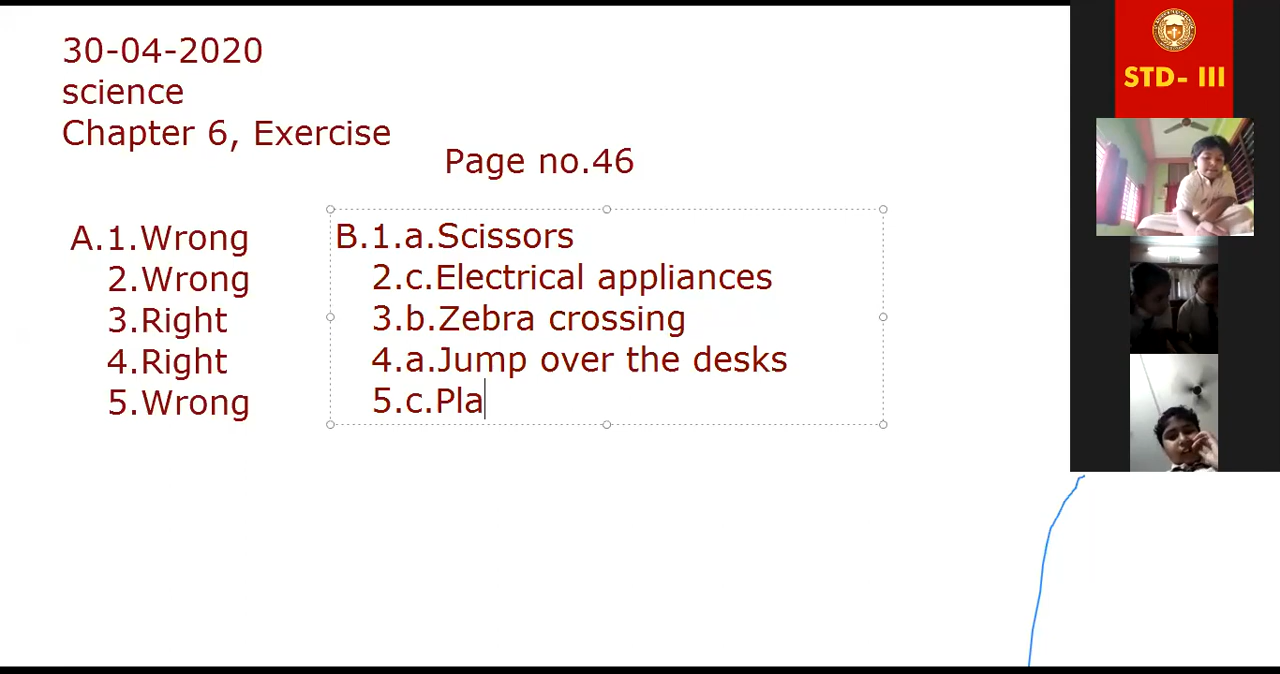 30-04-2020
science
Chapter 6, Exercise
Page no.46
A.1.Wrong
2.Wrong
3.Right
4.Right
5.Wrong
B.1.a.Scissors
2.c.Electrical appliances
3.b.Zebra crossing
4.a.Jump over the desks
5.c.Pla
STD- III